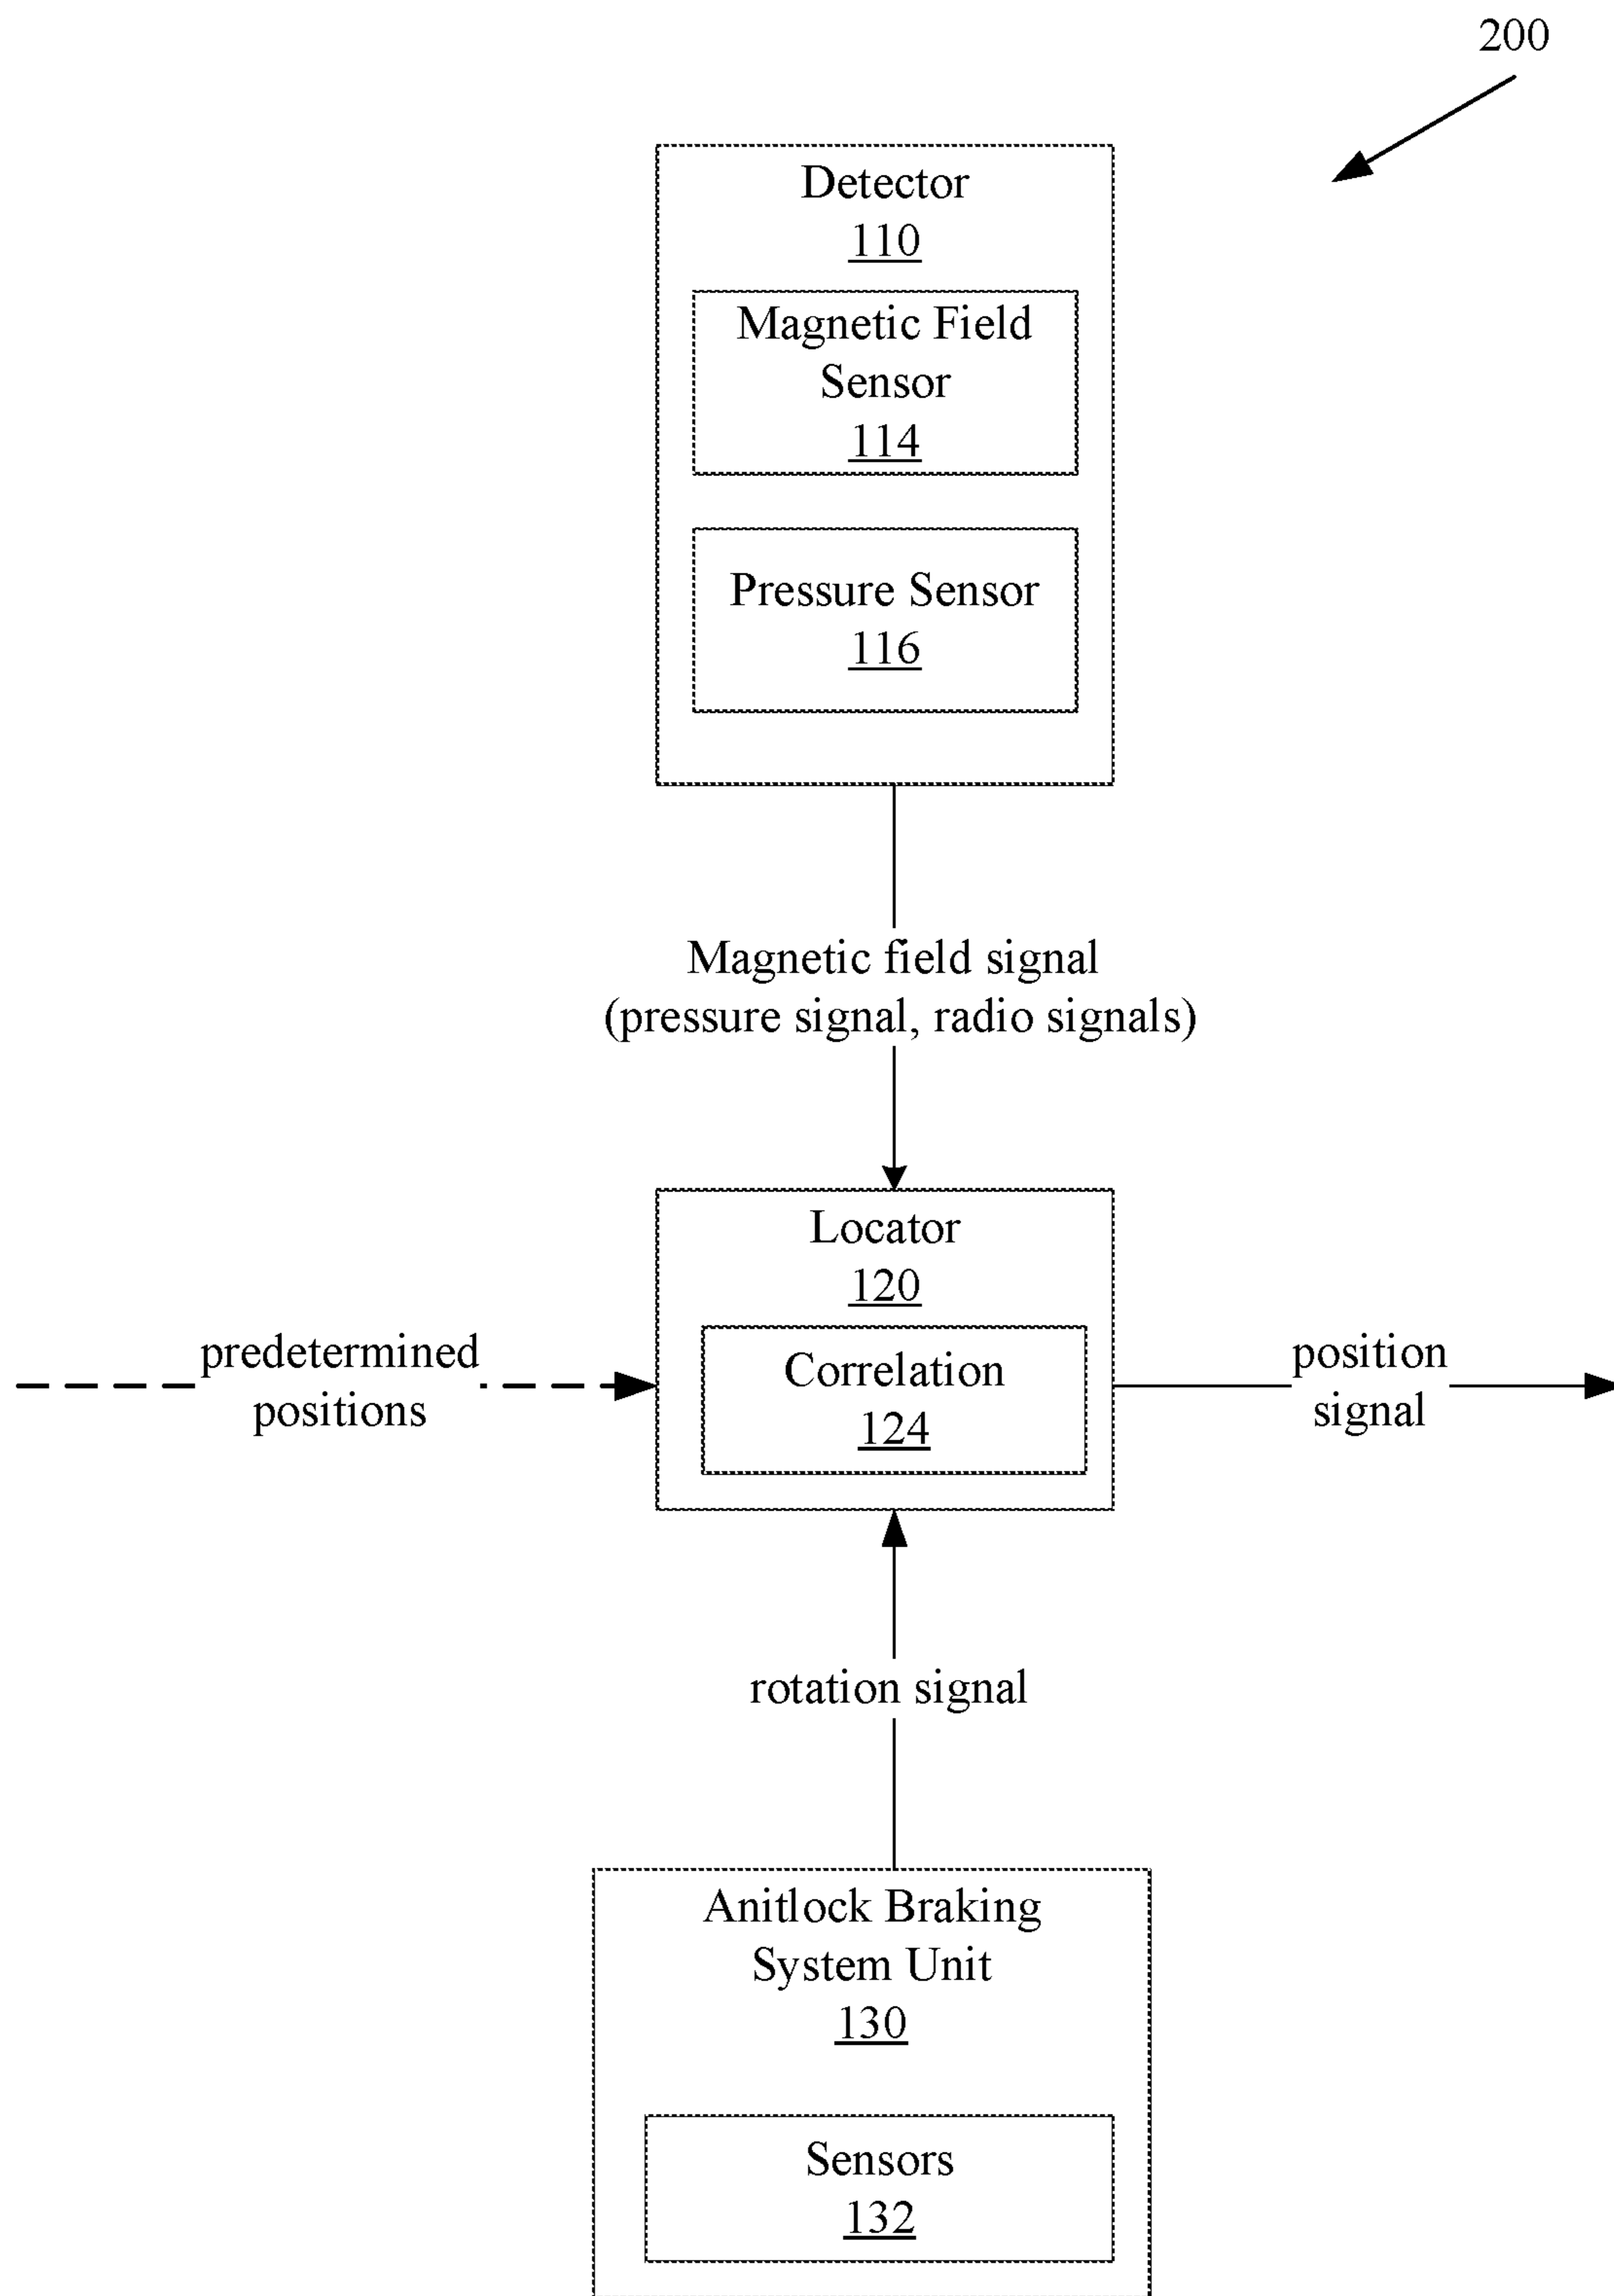 200
Detector
110
Magnetic Field
Sensor
114
Pressure Sensor
116
Magnetic field signal
(pressure signal, radio signals)
Locator
120
predetermined
positions
Correlation
124
position
signal
rotation signal
Anitlock Braking
System Unit
130
Sensors
132